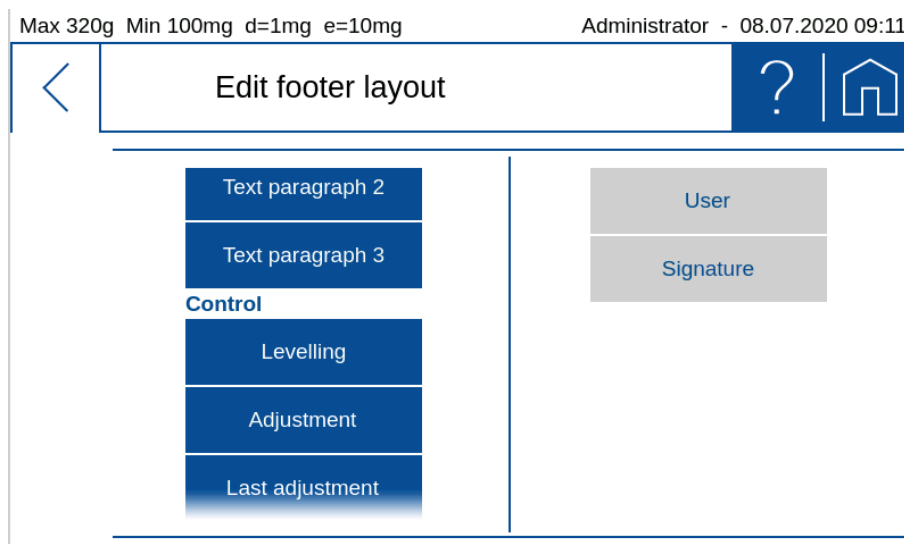 Max 320g Min 100mg d=1mg e=10mg Administrator - 08.07.2020 09:11
Edit footer layout ?
Text paragraph 2
User
Text paragraph 3
Signature
Control
Levelling
Adjustment
Last adjustment